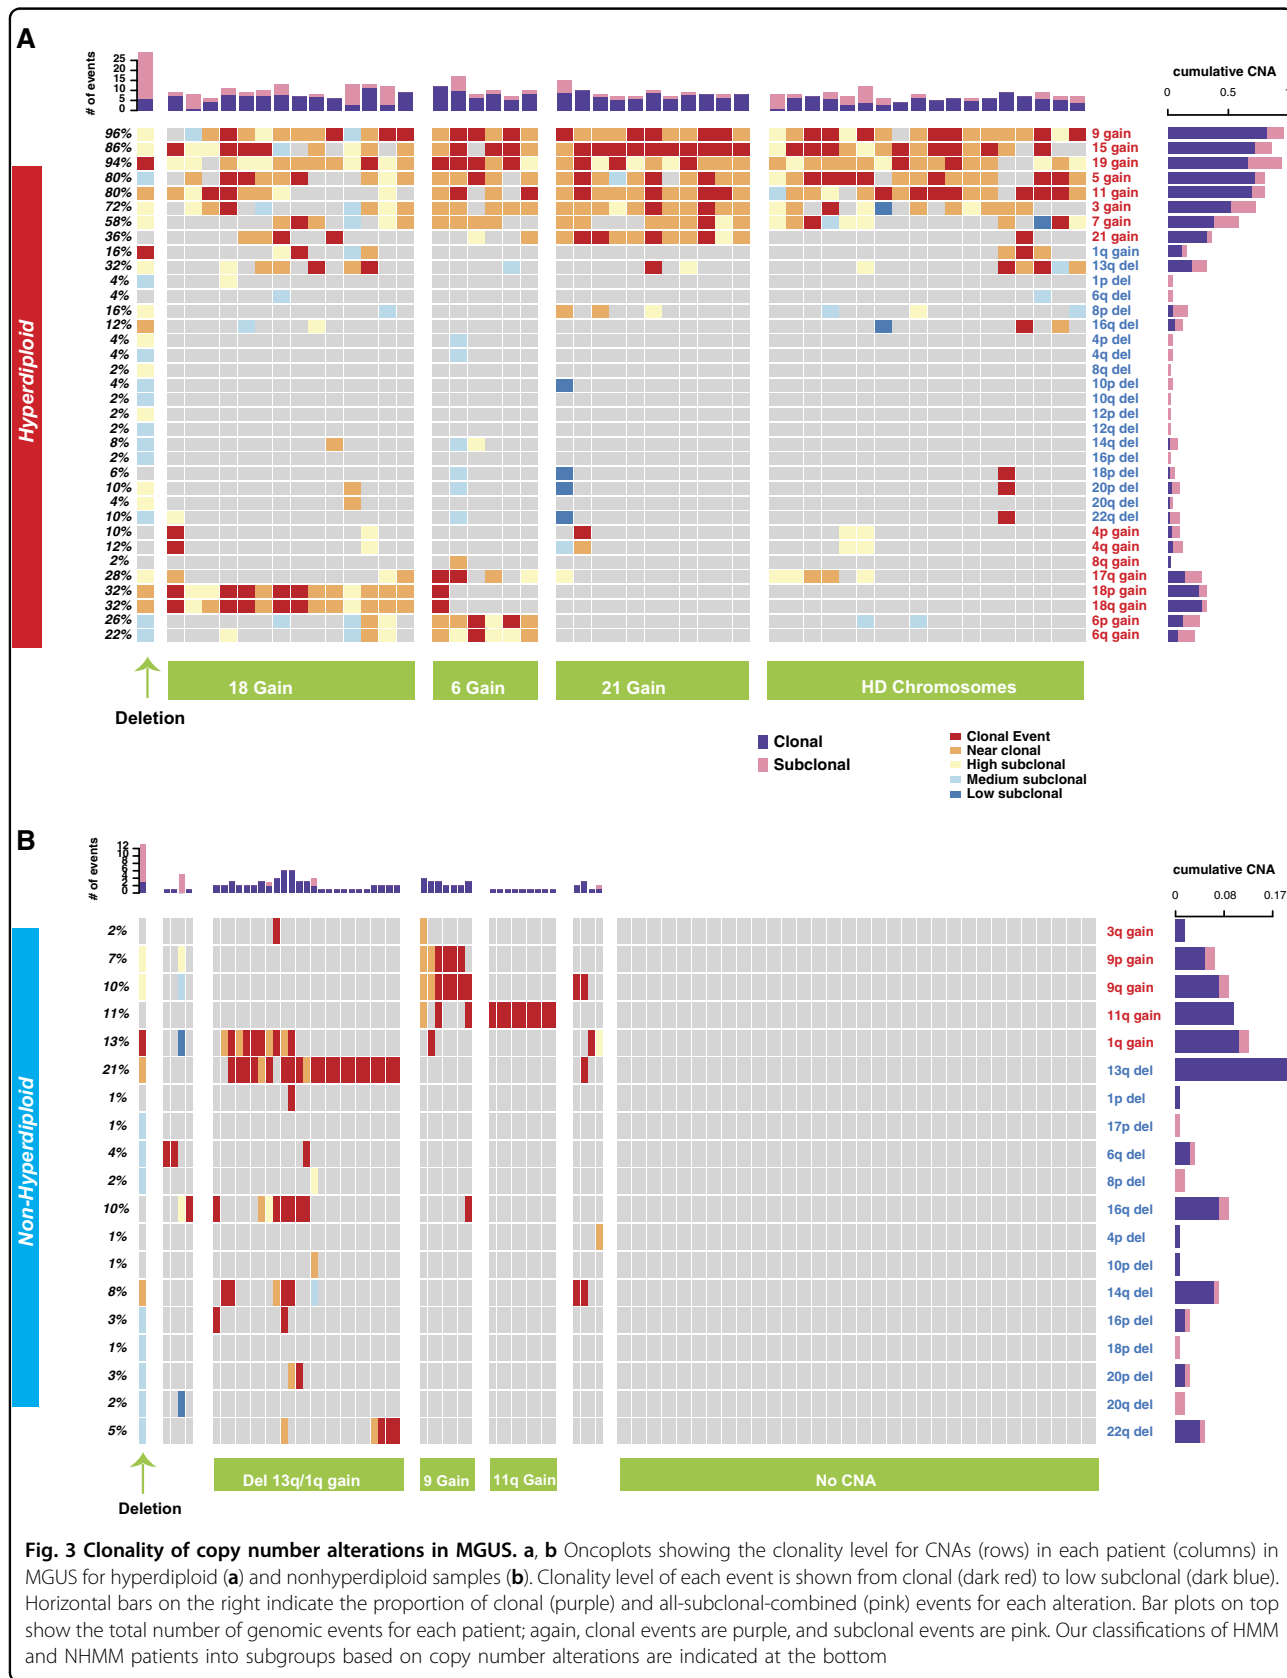 A
# of events
25
20
15
10
5
0
cumulative CNA
0 0.5 1
Hyperdiploid
96% 9 gain
86% 15 gain
94% 19 gain
80% 5 gain
80% 11 gain
72% 3 gain
58% 7 gain
36% 21 gain
16% 1q gain
32% 13q del
4% 1p del
4% 6q del
16% 8p del
12% 16q del
4% 4p del
4% 4q del
2% 8q del
4% 10p del
2% 10q del
2% 12p del
2% 12q del
8% 14q del
2% 16p del
6% 18p del
10% 20p del
4% 20q del
10% 22q del
10% 4p gain
12% 4q gain
2% 8q gain
28% 17q gain
32% 18p gain
32% 18q gain
26% 6p gain
22% 6q gain
18 Gain 6 Gain 21 Gain HD Chromosomes
Deletion
Clonal
Subclonal
Clonal Event
Near clonal
High subclonal
Medium subclonal
Low subclonal
B
# of events
12
10
8
6
4
2
0
cumulative CNA
0 0.08 0.17
Non-Hyperdiploid
2% 3q gain
7% 9p gain
10% 9q gain
11% 11q gain
13% 1q gain
21% 13q del
1% 1p del
1% 17p del
4% 6q del
2% 8p del
10% 16q del
1% 4p del
1% 10p del
8% 14q del
3% 16p del
1% 18p del
3% 20p del
2% 20q del
5% 22q del
Del 13q/1q gain 9 Gain 11q Gain No CNA
Deletion
Fig. 3 Clonality of copy number alterations in MGUS. a, b Oncoplots showing the clonality level for CNAs (rows) in each patient (columns) in
MGUS for hyperdiploid (a) and nonhyperdiploid samples (b). Clonality level of each event is shown from clonal (dark red) to low subclonal (dark blue).
Horizontal bars on the right indicate the proportion of clonal (purple) and all-subclonal-combined (pink) events for each alteration. Bar plots on top
show the total number of genomic events for each patient; again, clonal events are purple, and subclonal events are pink. Our classifications of HMM
and NHMM patients into subgroups based on copy number alterations are indicated at the bottom